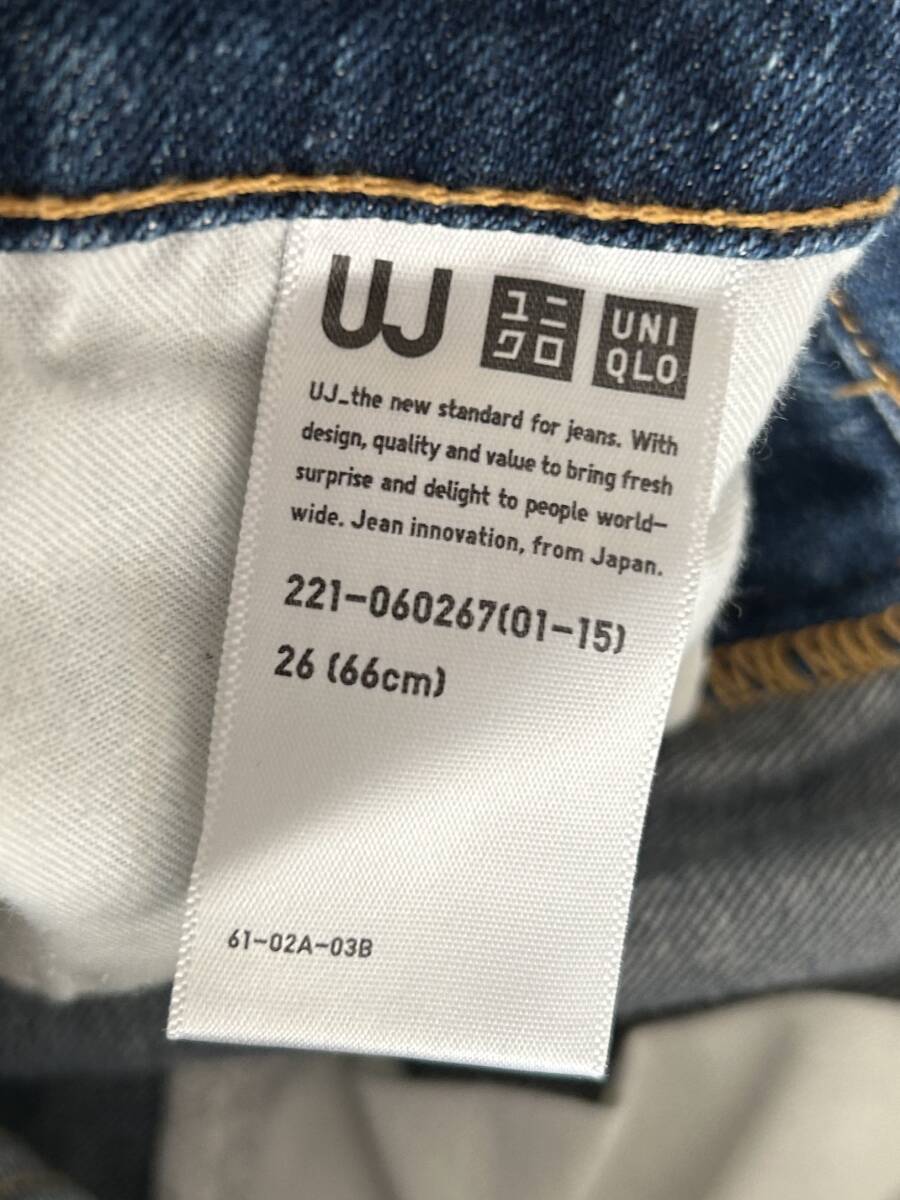 UJ ユニクロ UNIQLO
UJ_the new standard for jeans. With
design, quality and value to bring fresh
surprise and delight to people world-
wide. Jean innovation, from Japan.
221-060267(01-15)
26 (66cm)
61-02A-03B